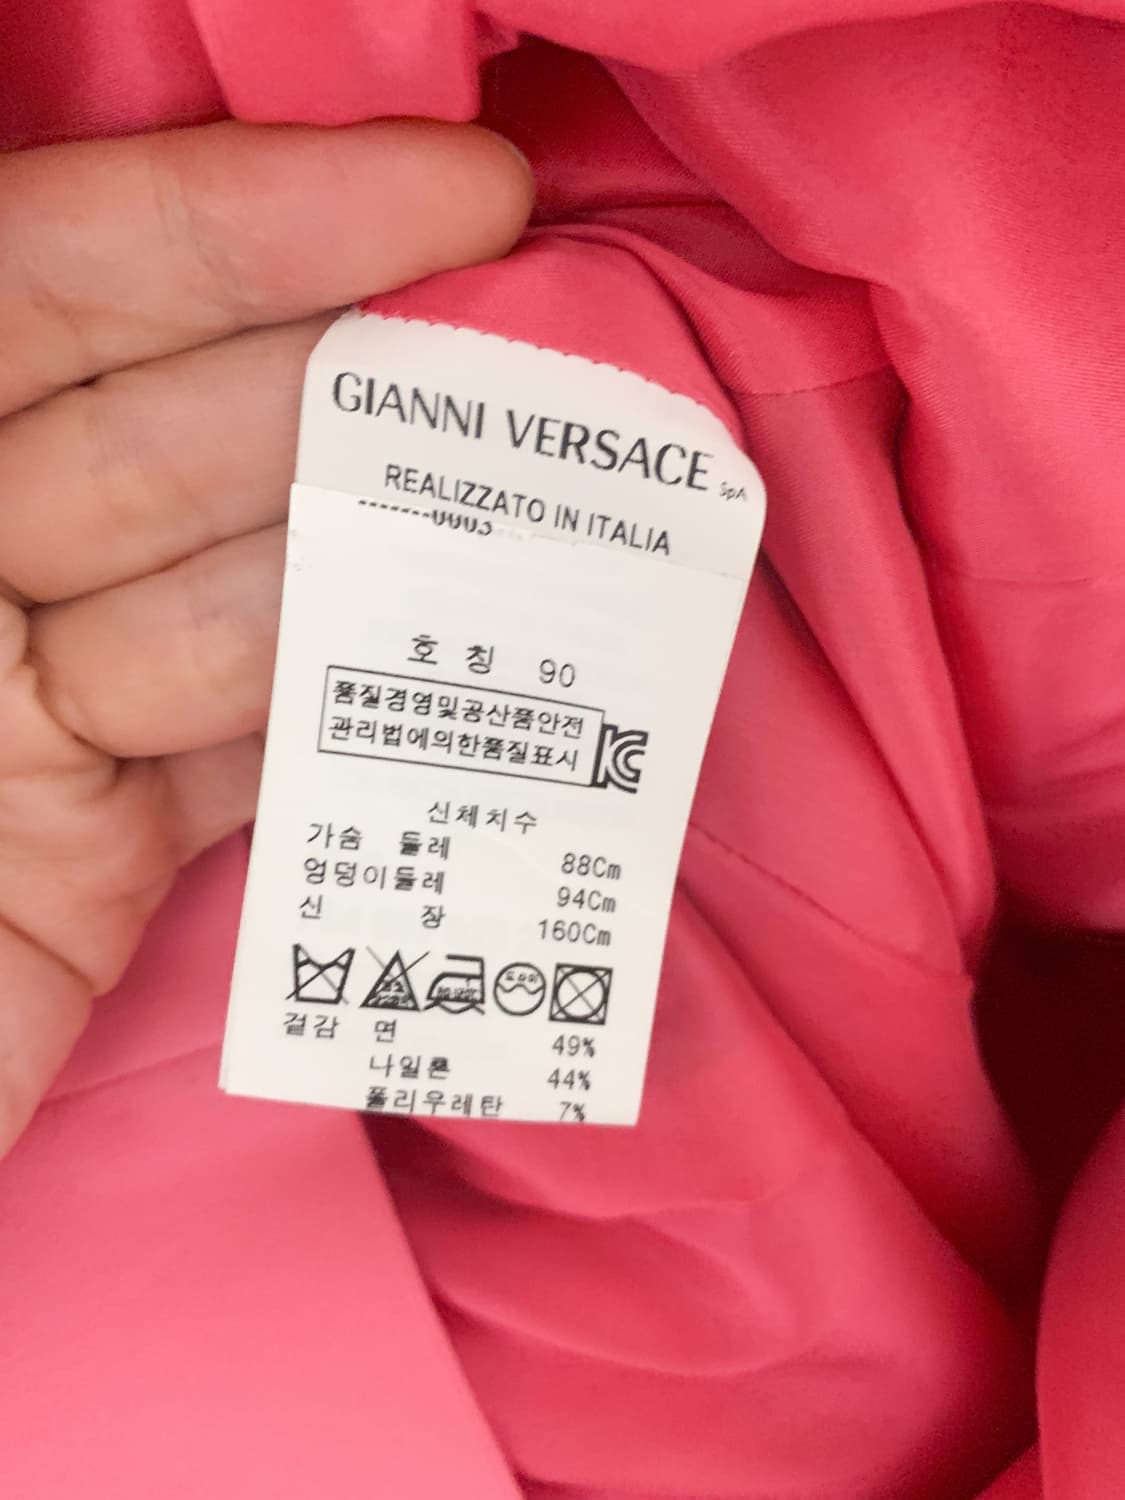 GIANNI VERSACE SpA
REALIZZATO IN ITALIA
-------0003
호 칭 90
품질경영및공산품안전
관리법에의한품질표시
신체치수
가슴 둘레 88Cm
엉덩이둘레 94Cm
신 장 160Cm
겉감 면 49%
나일론 44%
폴리우레탄 7%